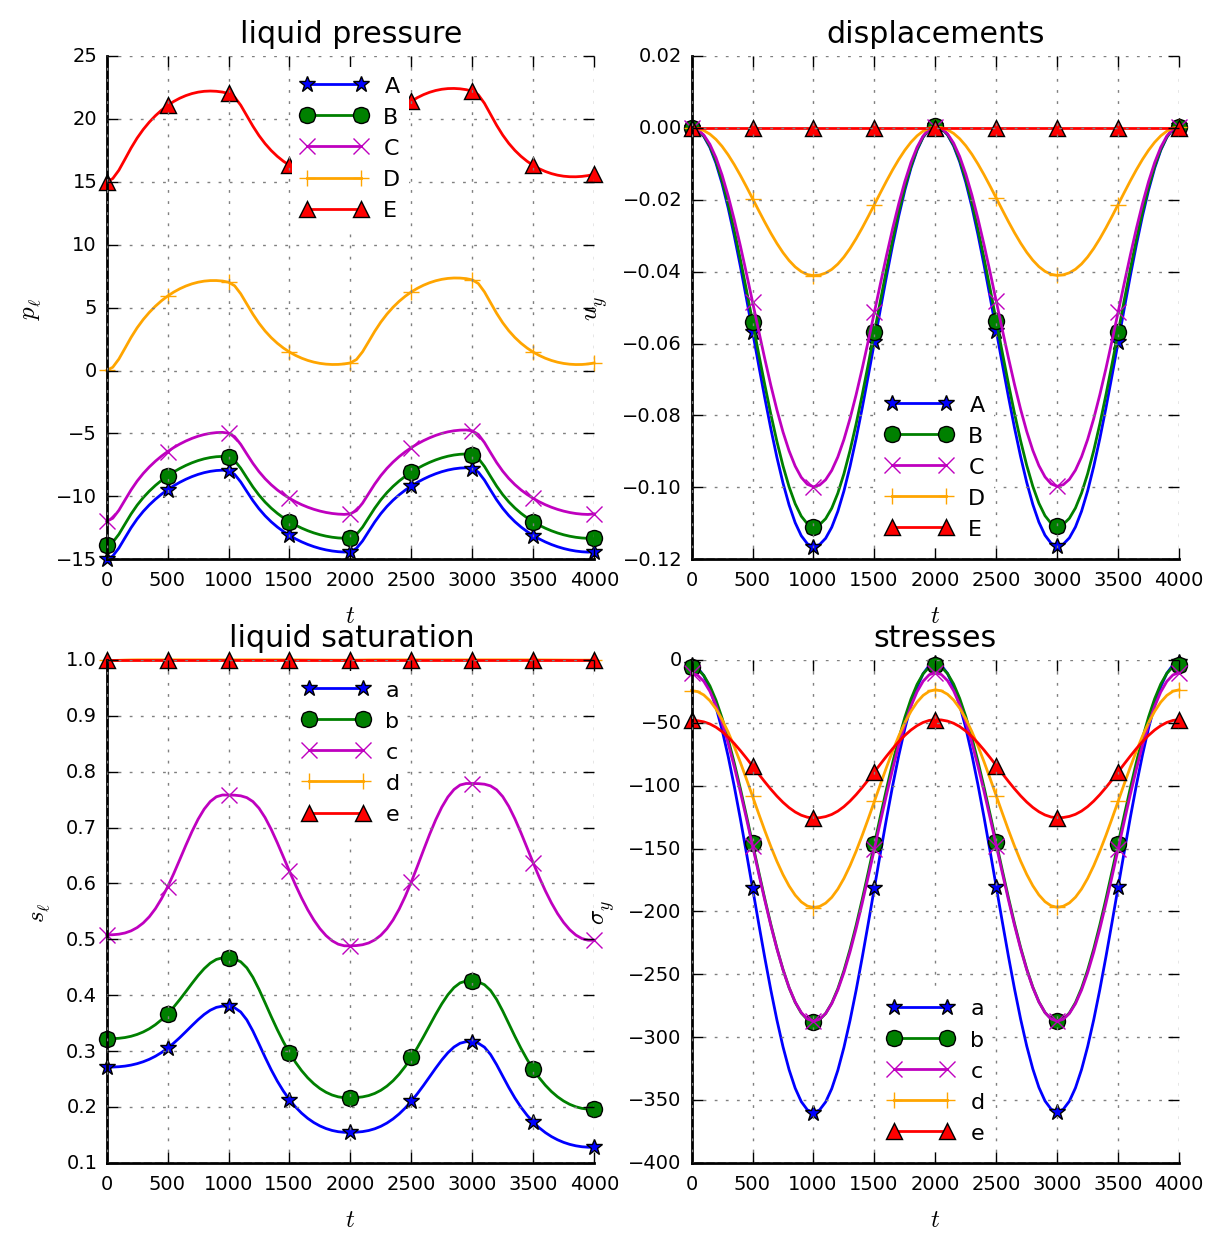 liquid pressure
25
20
15
10
5
0
−5
−10
−15
0 500 1000 1500 2000 2500 3000 3500 4000
pℓ
t
A
B
C
D
E
displacements
0.02
0.00
−0.02
−0.04
−0.06
−0.08
−0.10
−0.12
0 500 1000 1500 2000 2500 3000 3500 4000
uy
t
A
B
C
D
E
liquid saturation
1.0
0.9
0.8
0.7
0.6
0.5
0.4
0.3
0.2
0.1
0 500 1000 1500 2000 2500 3000 3500 4000
sℓ
t
a
b
c
d
e
stresses
0
−50
−100
−150
−200
−250
−300
−350
−400
0 500 1000 1500 2000 2500 3000 3500 4000
σy
t
a
b
c
d
e